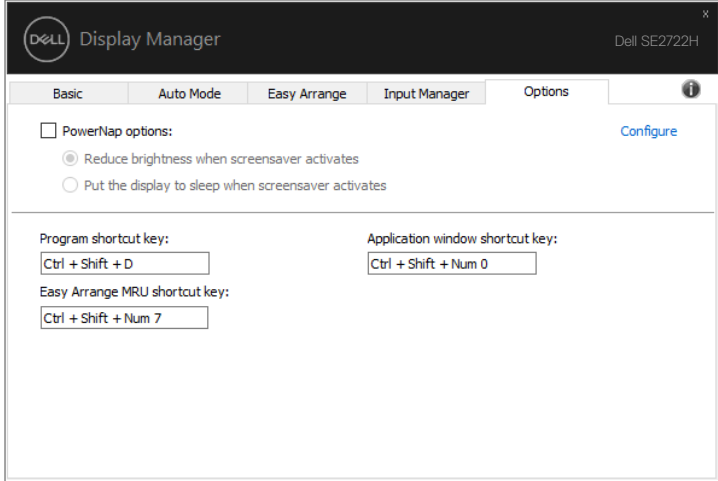 x
DELL Display Manager
Dell SE2722H
Basic Auto Mode Easy Arrange Input Manager Options i
PowerNap options: Configure
Reduce brightness when screensaver activates
Put the display to sleep when screensaver activates
Program shortcut key: Application window shortcut key:
Ctrl + Shift + D Ctrl + Shift + Num 0
Easy Arrange MRU shortcut key:
Ctrl + Shift + Num 7